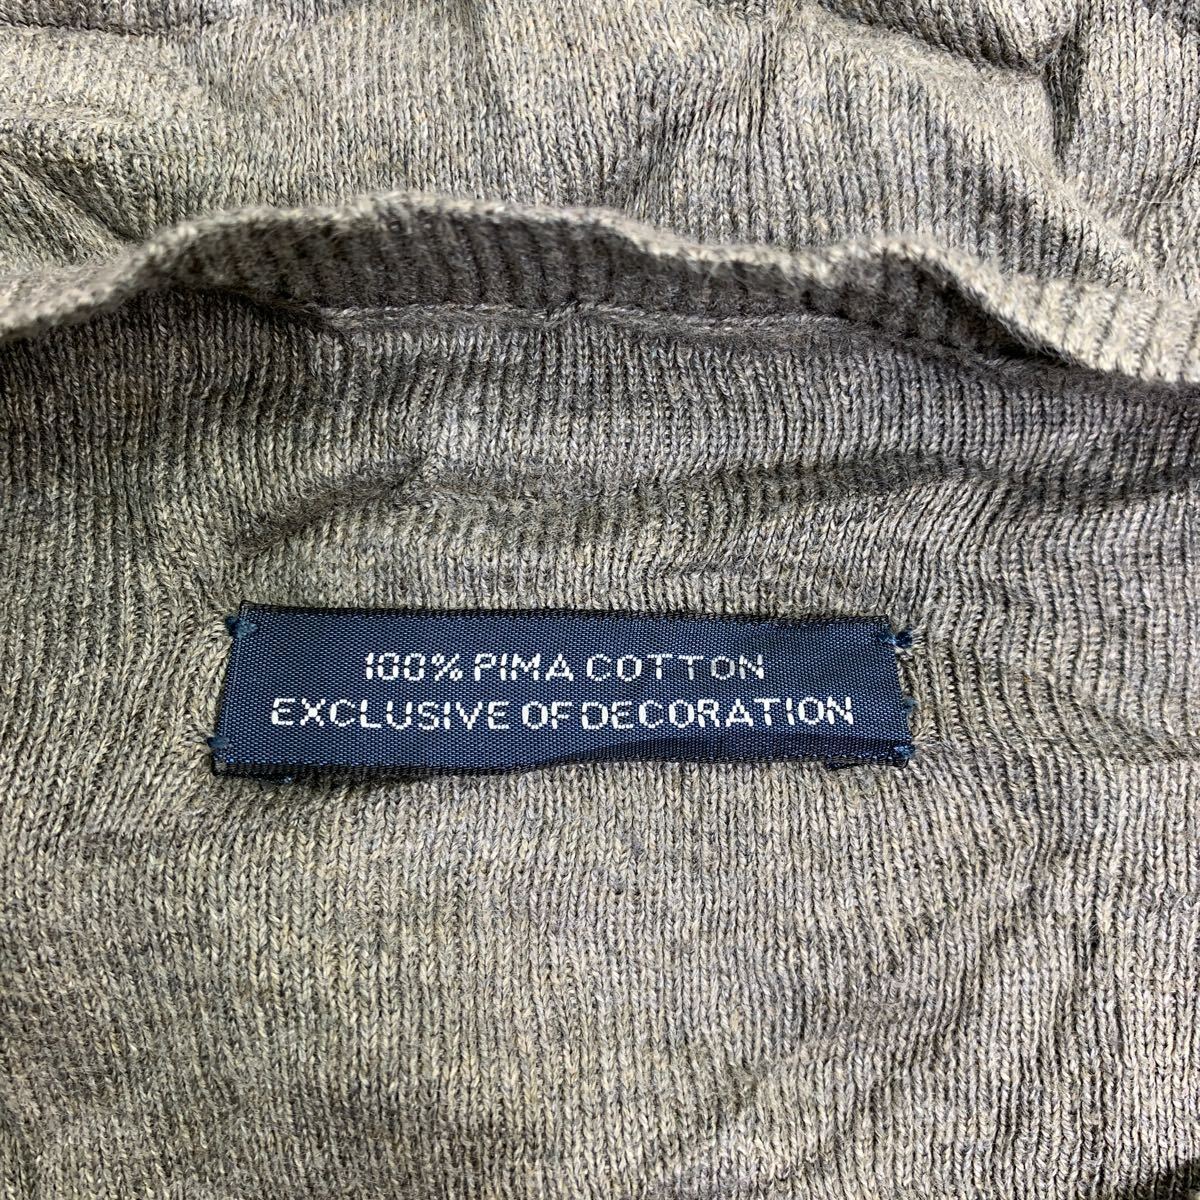 100% PIMA COTTON
EXCLUSIVE OF DECORATION